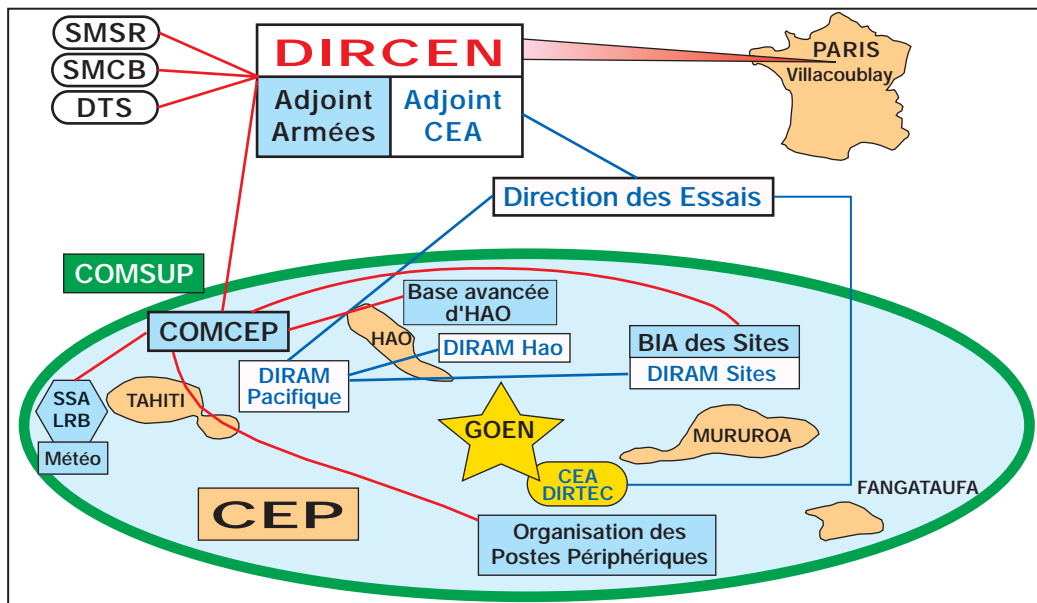 SMSR
SMCB
DTS
DIRCEN
Adjoint
Armées
Adjoint
CEA
PARIS
Villacoublay
Direction des Essais
COMSUP
COMCEP
Base avancée
d'HAO
HAO
DIRAM Hao
BIA des Sites
DIRAM Sites
DIRAM
Pacifique
SSA
LRB
Météo
TAHITI
GOEN
MURUROA
CEA
DIRTEC
FANGATAUFA
CEP
Organisation des
Postes Périphériques